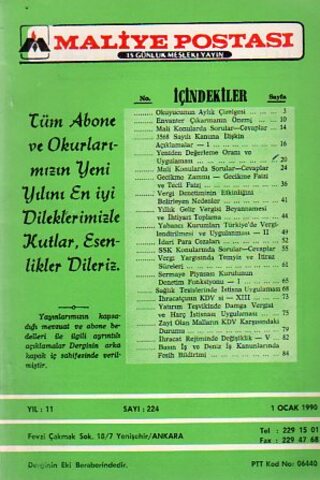 MALİYE POSTASI
15 GÜNLÜK MESLEKİ YAYIN
Tüm Abone
ve Okurları-
mızın Yeni
Yılını En iyi
Dileklerimizle
Kutlar, Esen-
likler Dileriz.
Yayınlarımızın kapsa-
dığı mevzuat ve abone be-
delleri ile ilgili ayrıntılı
açıklamalar Derginin arka
kapak iç sahifesinde veril-
miştir.
No. İÇİNDEKİLER Sayfa
Okuyucunun Aylık Çizelgesi 3
Envanter Çıkarmanın Önemi 10
Mali Konularda Sorular—Cevaplar 14
3568 Sayılı Kanuna İlişkin
Açıklamalar — I 16
Yeniden Değerleme Oranı ve
Uygulaması 20
Mali Konularda Sorular—Cevaplar 24
Gecikme Zammı — Gecikme Faizi
ve Tecil Faizi 36
Vergi Denetiminin Etkinliğini
Belirleyen Nedenler 41
Yıllık Gelir Vergisi Beyannamesi
ve İhtiyari Toplama 44
Yabancı Kurumları Türkiye'de Vergi-
lendirilmesi ve Uygulanması — II 49
İdari Para Cezaları 52
SSK Konularında Sorular—Cevaplar 55
Vergi Yargısında Temyiz ve İtiraz
Süreleri 61
Sermaye Piyasası Kurulunun
Denetim Fonksiyonu — I 65
Sağlık Tesislerinde İstisna Uygulaması 68
İhracatçının KDV si — XIII 73
Yatırım Teşvikinde Damga Vergisi
ve Harç İstisnası Uygulaması 75
Zayi Olan Malların KDV Karşısındaki
Durumu 79
İhracat Rejiminde Değişiklik — V 82
Basın İş ve Deniz İş Kanunlarında
Fesih Bildirimi 84
YIL : 11 SAYI : 224 1 OCAK 1990
Fevzi Çakmak Sok. 18/7 Yenişehir/ANKARA
Tel : 229 15 01
Fax : 229 47 68
Derginin Eki Beraberindedir. PTT Kod No: 06440